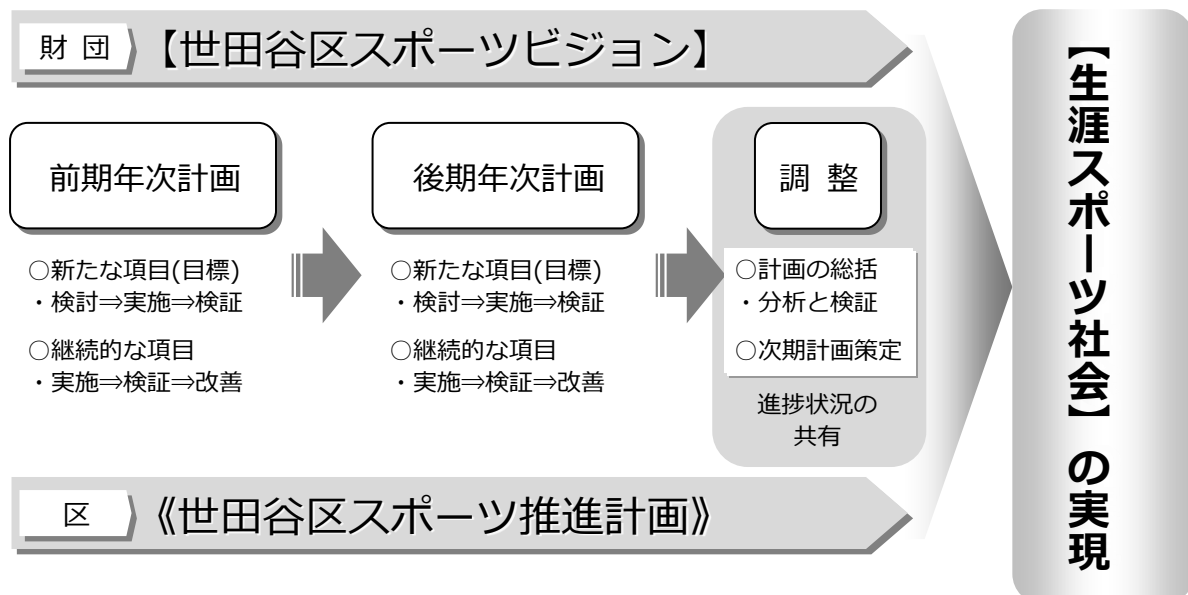 財 団
【世田谷区スポーツビジョン】
前期年次計画
○新たな項目(目標)
・検討⇒実施⇒検証
○継続的な項目
・実施⇒検証⇒改善
後期年次計画
○新たな項目(目標)
・検討⇒実施⇒検証
○継続的な項目
・実施⇒検証⇒改善
調 整
○計画の総括
・分析と検証
○次期計画策定
進捗状況の
共有
区
《世田谷区スポーツ推進計画》
【生涯スポーツ社会】の実現